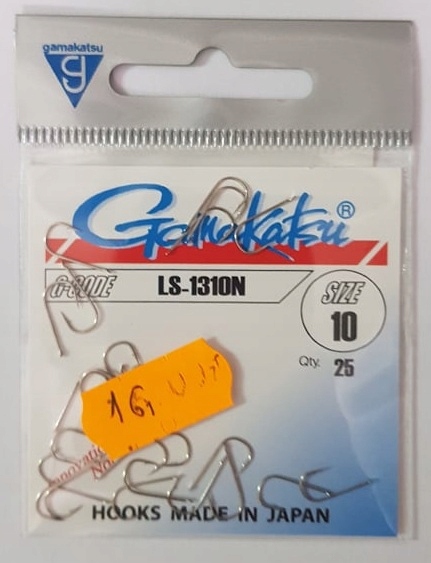 gamakatsu
Gamakatsu®
G-CODE LS-1310N SIZE
10
Qty. 25
HOOKS MADE IN JAPAN